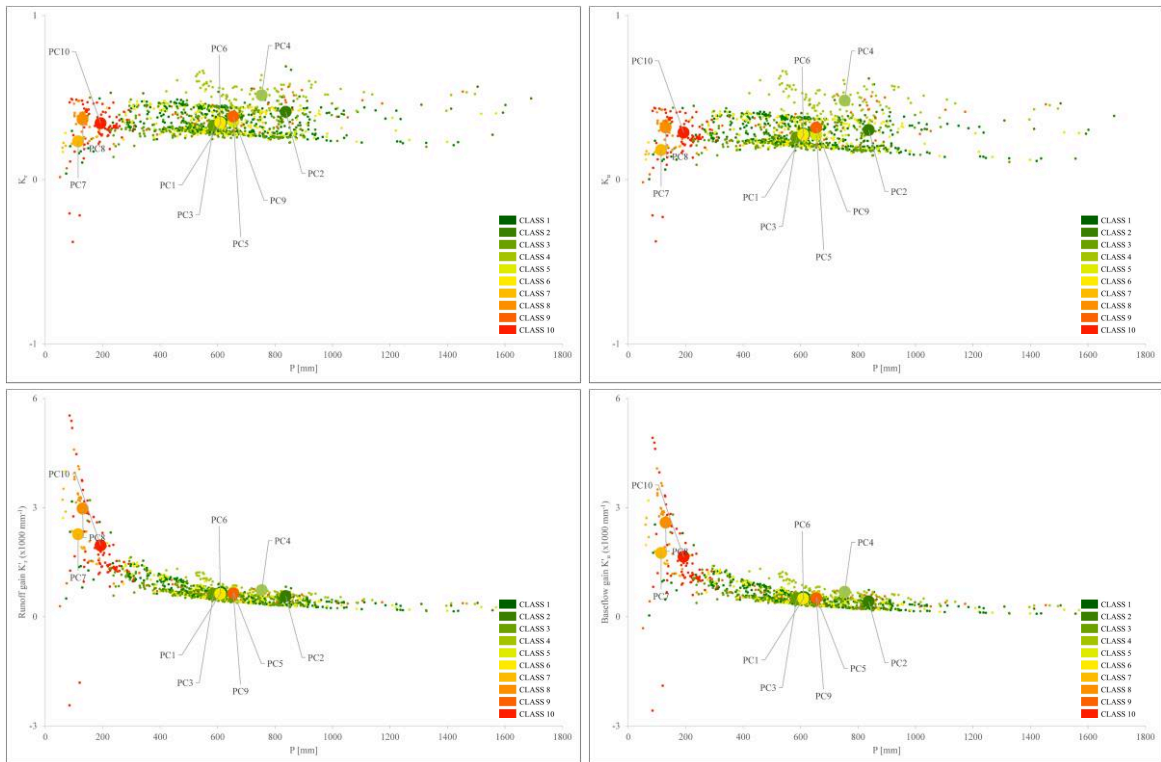 1
PC6
PC4
PC10
K_r
0
PC8
PC7
PC1
PC2
PC3
PC9
PC5
CLASS 1
CLASS 2
CLASS 3
CLASS 4
CLASS 5
CLASS 6
CLASS 7
CLASS 8
CLASS 9
CLASS 10
-1
0 200 400 600 800 1000 1200 1400 1600 1800
P [mm]
1
PC6
PC4
PC10
K_u
0
PC8
PC7
PC1
PC2
PC3
PC9
PC5
CLASS 1
CLASS 2
CLASS 3
CLASS 4
CLASS 5
CLASS 6
CLASS 7
CLASS 8
CLASS 9
CLASS 10
-1
0 200 400 600 800 1000 1200 1400 1600 1800
P [mm]
6
PC10
3
PC6
PC4
PC8
PC7
Runoff gain K'_r (x1000 mm⁻¹)
0
PC1
PC5
PC2
PC3
PC9
CLASS 1
CLASS 2
CLASS 3
CLASS 4
CLASS 5
CLASS 6
CLASS 7
CLASS 8
CLASS 9
CLASS 10
-3
0 200 400 600 800 1000 1200 1400 1600 1800
P [mm]
6
PC10
3
PC6
PC4
PC8
PC7
Baseflow gain K'_u (x1000 mm⁻¹)
0
PC1
PC5
PC2
PC3
PC9
CLASS 1
CLASS 2
CLASS 3
CLASS 4
CLASS 5
CLASS 6
CLASS 7
CLASS 8
CLASS 9
CLASS 10
-3
0 200 400 600 800 1000 1200 1400 1600 1800
P [mm]